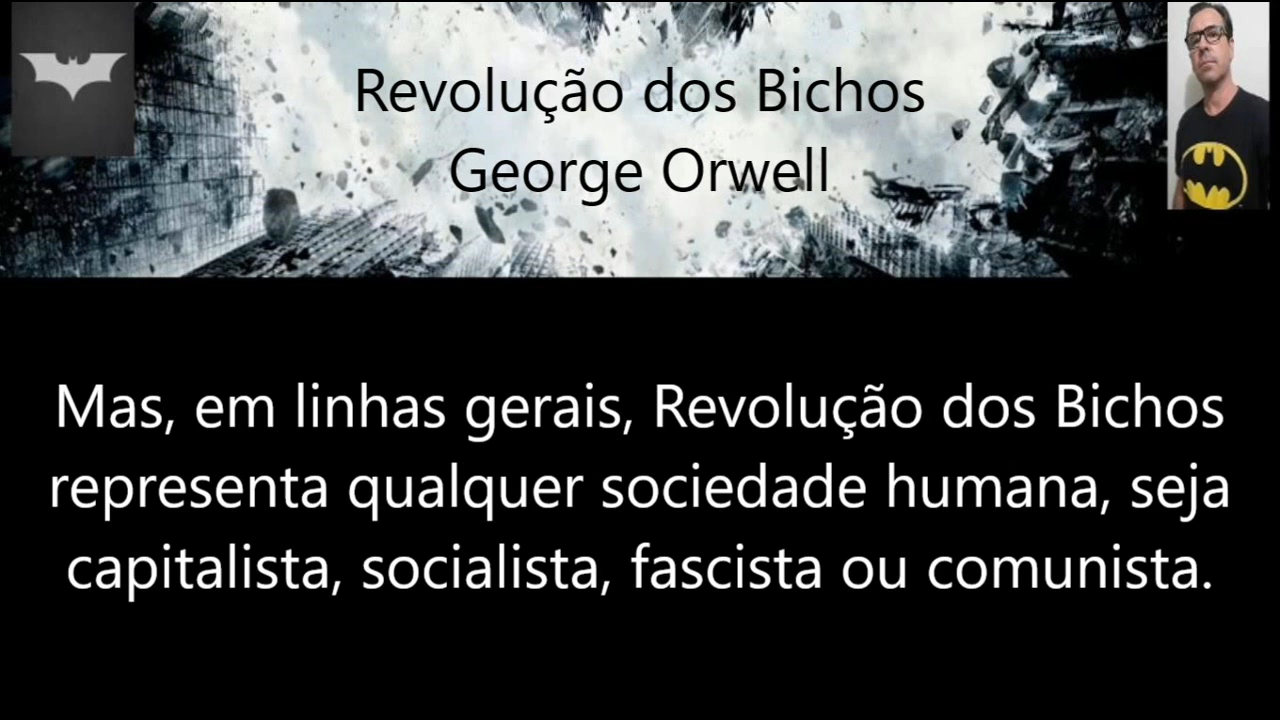 Revolução dos Bichos
George Orwell
Mas, em linhas gerais, Revolução dos Bichos
representa qualquer sociedade humana, seja
capitalista, socialista, fascista ou comunista.